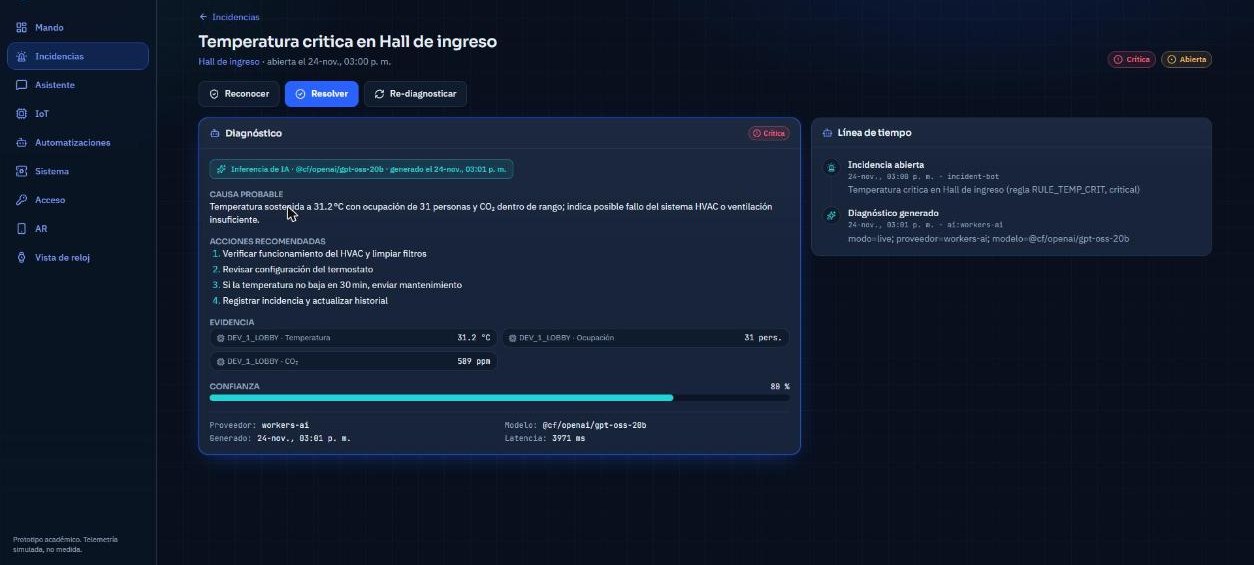 Mando
Incidencias
Asistente
IoT
Automatizaciones
Sistema
Acceso
AR
Vista de reloj
Prototipo académico. Telemetría
simulada, no medida.
← Incidencias
Temperatura critica en Hall de ingreso
Hall de ingreso · abierta el 24-nov., 03:00 p. m.
Crítica
Abierta
Reconocer
Resolver
Re-diagnosticar
Diagnóstico
Crítica
Inferencia de IA · @cf/openai/gpt-oss-20b · generado el 24-nov., 03:01 p. m.
CAUSA PROBABLE
Temperatura sostenida a 31.2 °C con ocupación de 31 personas y CO₂ dentro de rango; indica posible fallo del sistema HVAC o ventilación
insuficiente.
ACCIONES RECOMENDADAS
1. Verificar funcionamiento del HVAC y limpiar filtros
2. Revisar configuración del termostato
3. Si la temperatura no baja en 30 min, enviar mantenimiento
4. Registrar incidencia y actualizar historial
EVIDENCIA
DEV_1_LOBBY · Temperatura 31.2 °C
DEV_1_LOBBY · Ocupación 31 pers.
DEV_1_LOBBY · CO₂ 589 ppm
CONFIANZA 80 %
Proveedor: workers-ai
Modelo: @cf/openai/gpt-oss-20b
Generado: 24-nov., 03:01 p. m.
Latencia: 3971 ms
Línea de tiempo
Incidencia abierta
24-nov., 03:00 p. m. · incident-bot
Temperatura critica en Hall de ingreso (regla RULE_TEMP_CRIT, critical)
Diagnóstico generado
24-nov., 03:01 p. m. · ai:workers-ai
modo=live; proveedor=workers-ai; modelo=@cf/openai/gpt-oss-20b